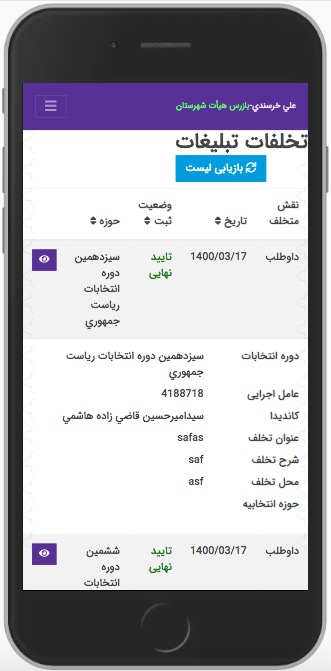 علي خرسندي-بازرس هیأت شهرستان
تخلفات تبلیغات
بازیابی لیست
نقش متخلف تاریخ وضعیت ثبت حوزه
داوطلب 1400/03/17 تایید نهایی سیزدهمین
دوره
انتخابات
ریاست
جمهوري
دوره انتخابات سیزدهمین دوره انتخابات ریاست
جمهوري
عامل اجرایی 4188718
کاندیدا سیدامیرحسین قاضي زاده هاشمي
عنوان تخلف safas
شرح تخلف saf
محل تخلف asf
حوزه انتخابیه
داوطلب 1400/03/17 تایید نهایی ششمین
دوره
انتخابات